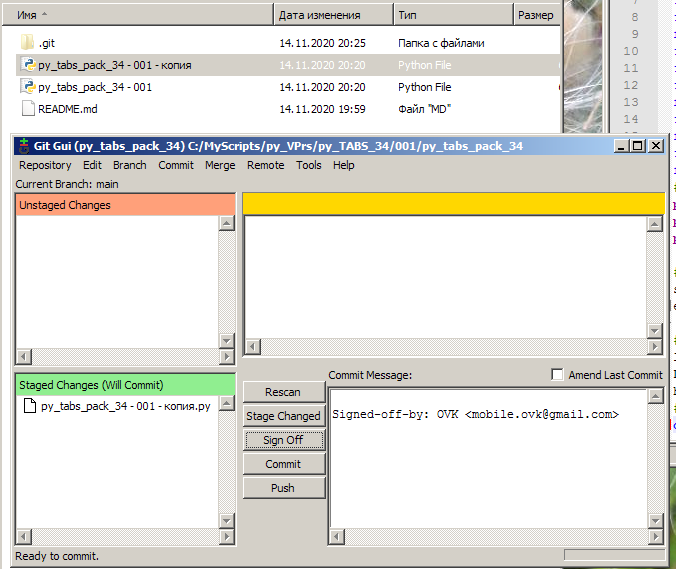 Имя Дата изменения Тип Размер
.git 14.11.2020 20:25 Папка с файлами
py_tabs_pack_34 - 001 - копия 14.11.2020 20:20 Python File
py_tabs_pack_34 - 001 14.11.2020 20:20 Python File
README.md 14.11.2020 19:59 Файл "MD"
8
9
10
11
12
13
14
Git Gui (py_tabs_pack_34) C:/MyScripts/py_VPrs/py_TABS_34/001/py_tabs_pack_34
Repository Edit Branch Commit Merge Remote Tools Help
Current Branch: main
Unstaged Changes
Staged Changes (Will Commit)
py_tabs_pack_34 - 001 - копия.py
Rescan
Stage Changed
Sign Off
Commit
Push
Commit Message:
Amend Last Commit
Signed-off-by: OVK <mobile.ovk@gmail.com>
Ready to commit.